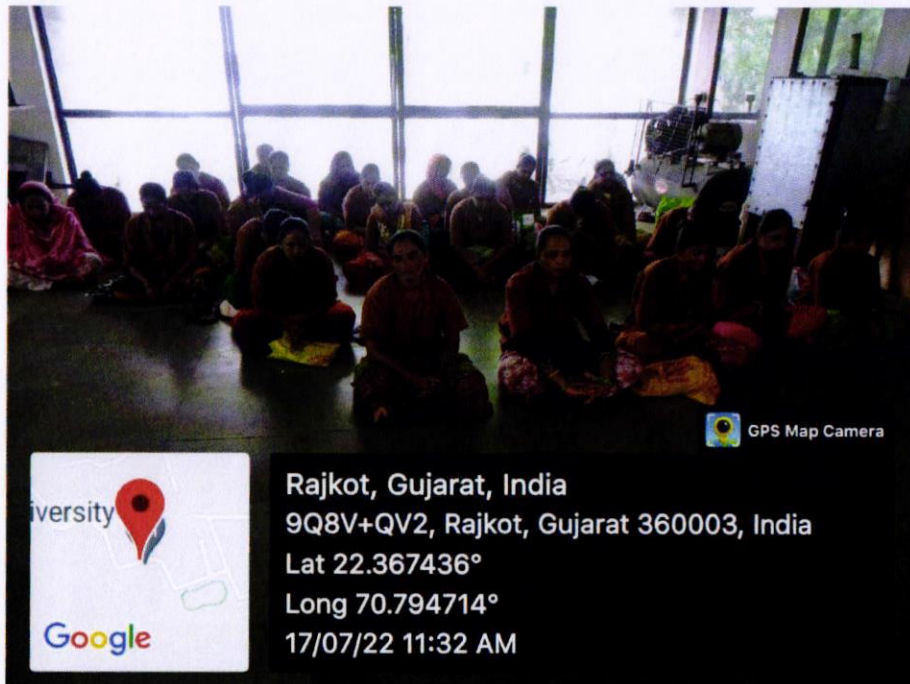 GPS Map Camera
iversity
Google
Rajkot, Gujarat, India
9Q8V+QV2, Rajkot, Gujarat 360003, India
Lat 22.367436°
Long 70.794714°
17/07/22 11:32 AM